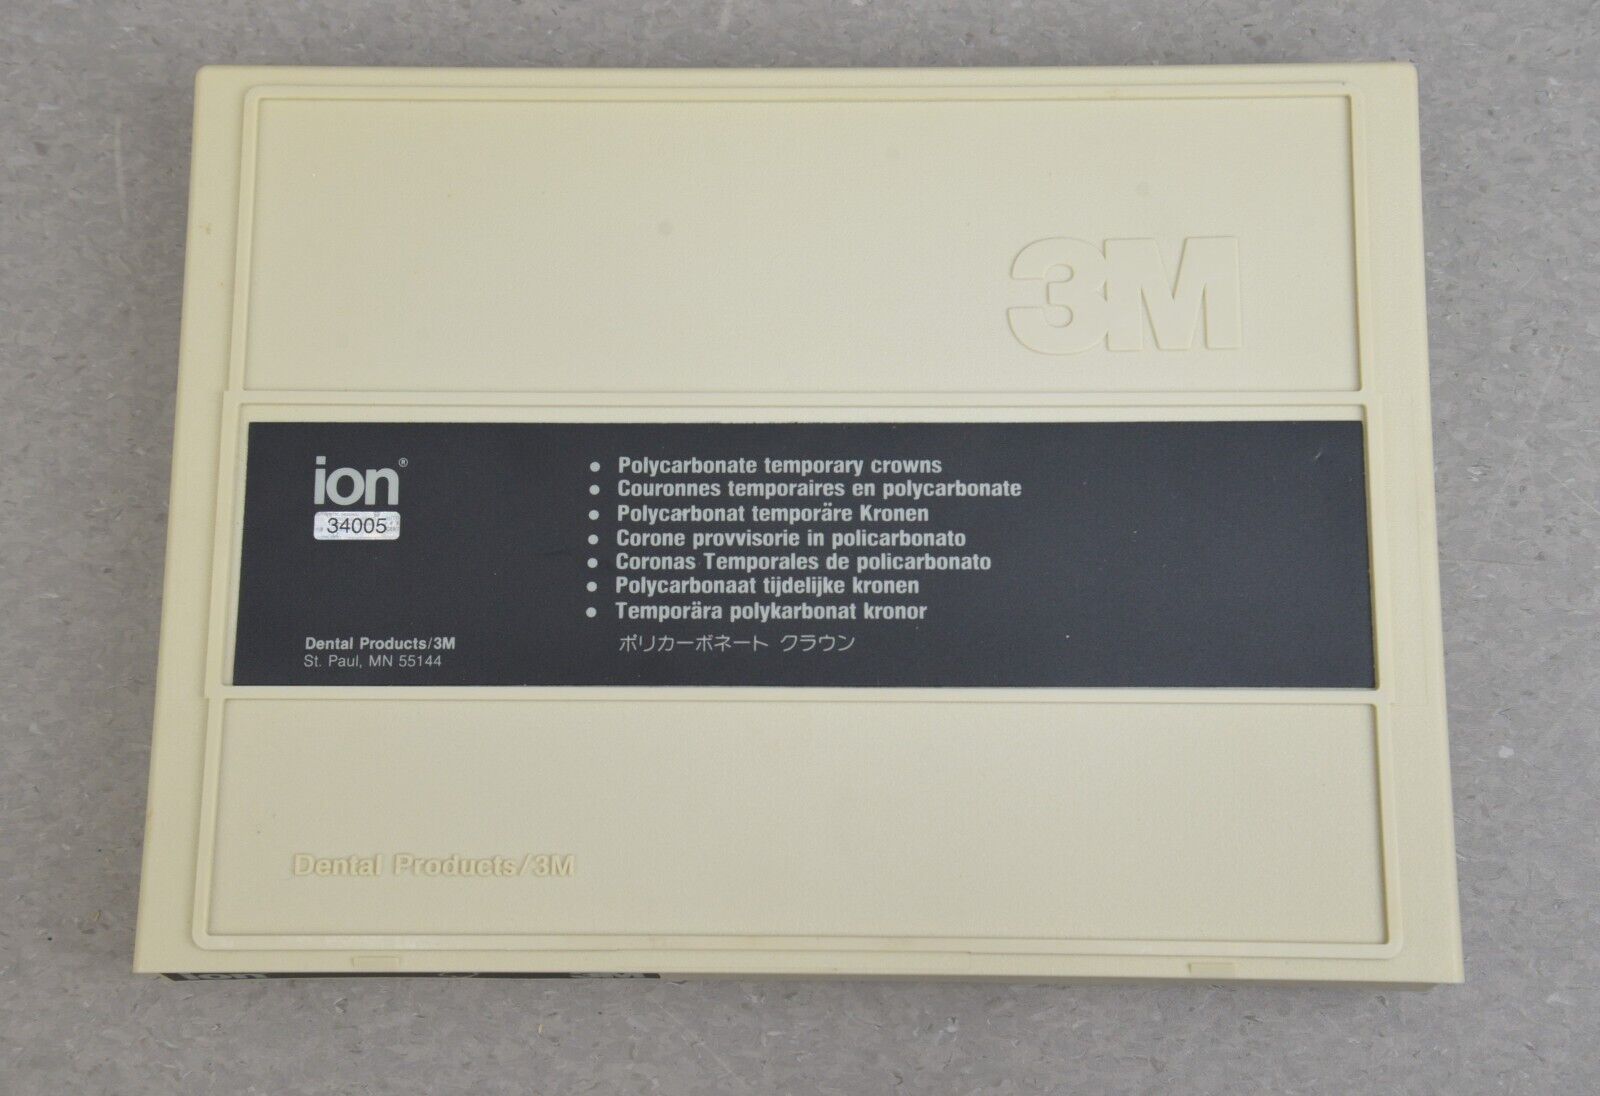 3M
ion®
34005
• Polycarbonate temporary crowns
• Couronnes temporaires en polycarbonate
• Polycarbonat temporäre Kronen
• Corone provvisorie in policarbonato
• Coronas Temporales de policarbonato
• Polycarbonaat tijdelijke kronen
• Temporära polykarbonat kronor
ポリカーボネート クラウン
Dental Products/3M
St. Paul, MN 55144
Dental Products/3M
ion
3M